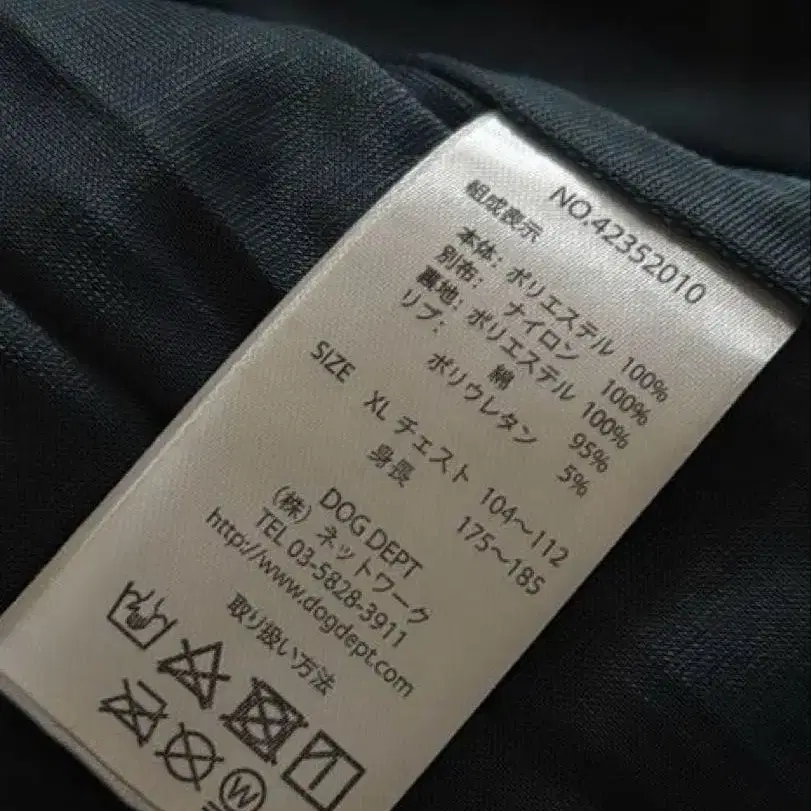 NO.42352010
組成表示
本体: ポリエステル 100%
別布: ナイロン 100%
裏地: ポリエステル 100%
リブ: 綿 95%
ポリウレタン 5%
SIZE XL チェスト 104～112
身長 175～185
DOG DEPT
(株) ネットワーク
TEL 03-5828-3911
http://www.dogdept.com
取り扱い方法
W